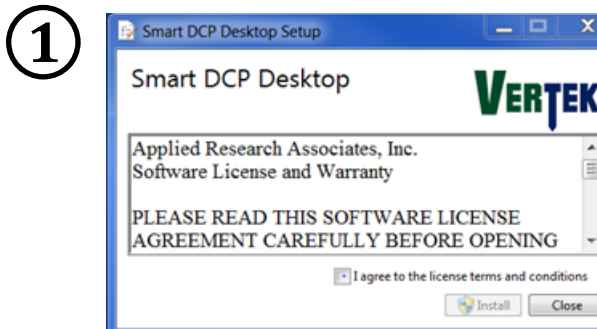 1
Smart DCP Desktop Setup
Smart DCP Desktop
VERTEK
Applied Research Associates, Inc.
Software License and Warranty
PLEASE READ THIS SOFTWARE LICENSE
AGREEMENT CAREFULLY BEFORE OPENING
I agree to the license terms and conditions
Install Close